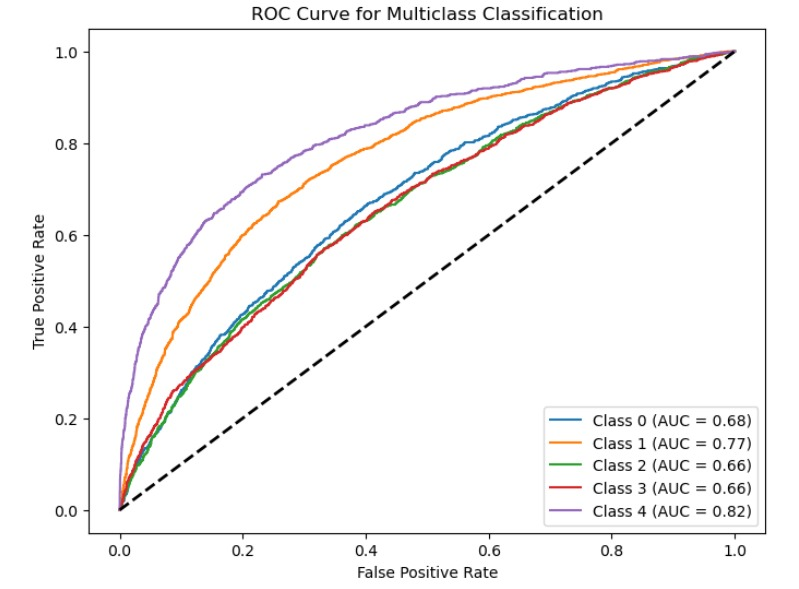 ROC Curve for Multiclass Classification
1.0
0.8
0.6
0.4
0.2
0.0
True Positive Rate
Class 0 (AUC = 0.68)
Class 1 (AUC = 0.77)
Class 2 (AUC = 0.66)
Class 3 (AUC = 0.66)
Class 4 (AUC = 0.82)
0.0 0.2 0.4 0.6 0.8 1.0
False Positive Rate